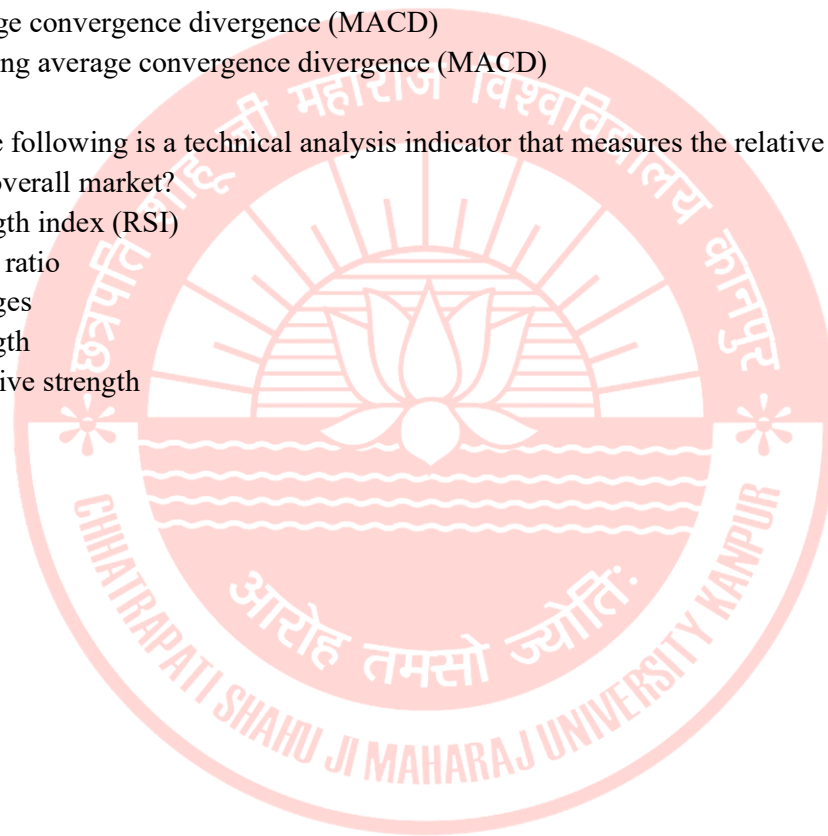 ge convergence divergence (MACD)
ng average convergence divergence (MACD)
following is a technical analysis indicator that measures the relative
overall market?
gth index (RSI)
ratio
ges
gth
ive strength
छत्रपति शाहू जी महाराज विश्वविद्यालय कानपुर
आरोह तमसो ज्योतिः
CHHATRAPATI SHAHU JI MAHARAJ UNIVERSITY KANPUR